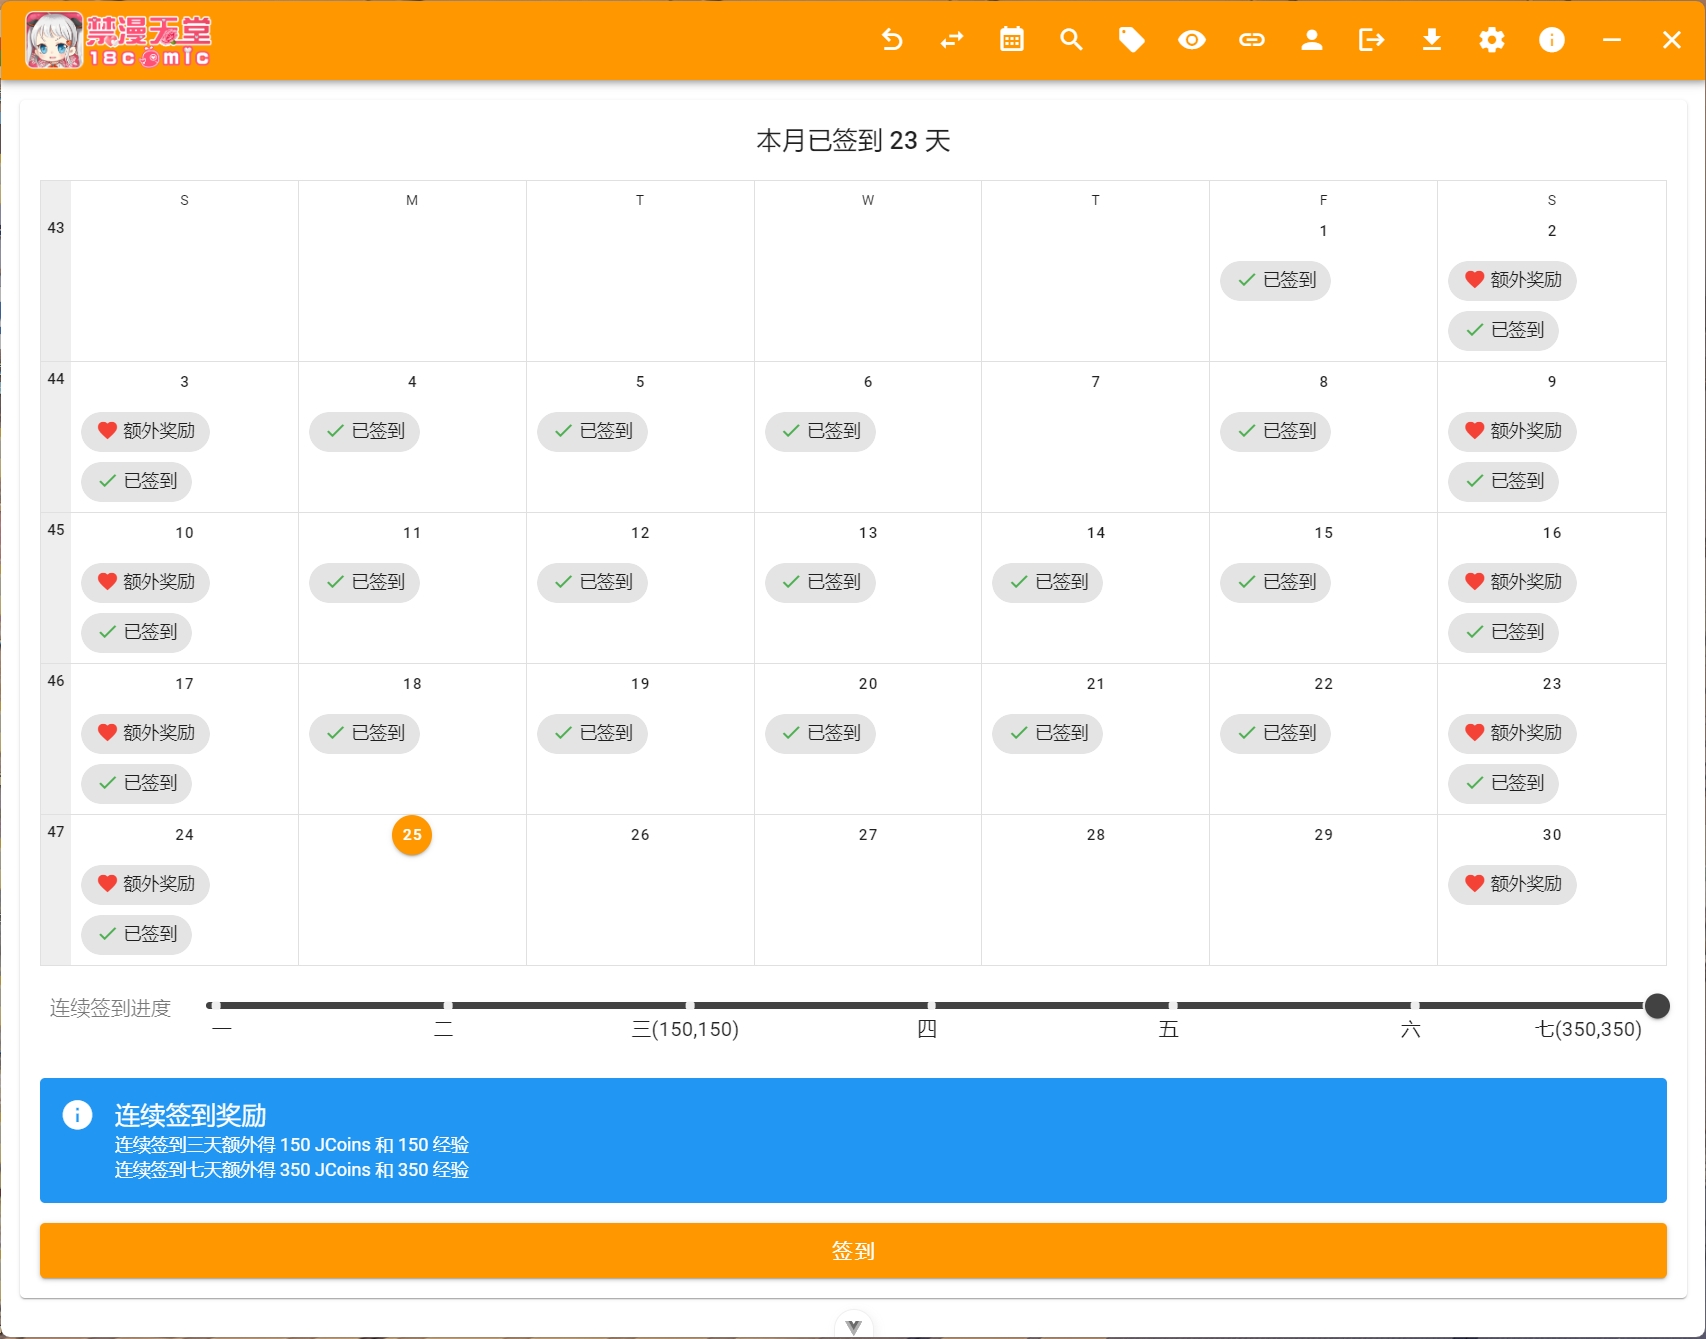 禁漫天堂
18comic
本月已签到 23 天
S M T W T F S
43 1 2
已签到 额外奖励
已签到
44 3 4 5 6 7 8 9
额外奖励 已签到 已签到 已签到 已签到 额外奖励
已签到 已签到
45 10 11 12 13 14 15 16
额外奖励 已签到 已签到 已签到 已签到 已签到 额外奖励
已签到 已签到
46 17 18 19 20 21 22 23
额外奖励 已签到 已签到 已签到 已签到 已签到 额外奖励
已签到 已签到
47 24 25 26 27 28 29 30
额外奖励 额外奖励
已签到
连续签到进度
一 二 三(150,150) 四 五 六 七(350,350)
连续签到奖励
连续签到三天额外得 150 JCoins 和 150 经验
连续签到七天额外得 350 JCoins 和 350 经验
签到